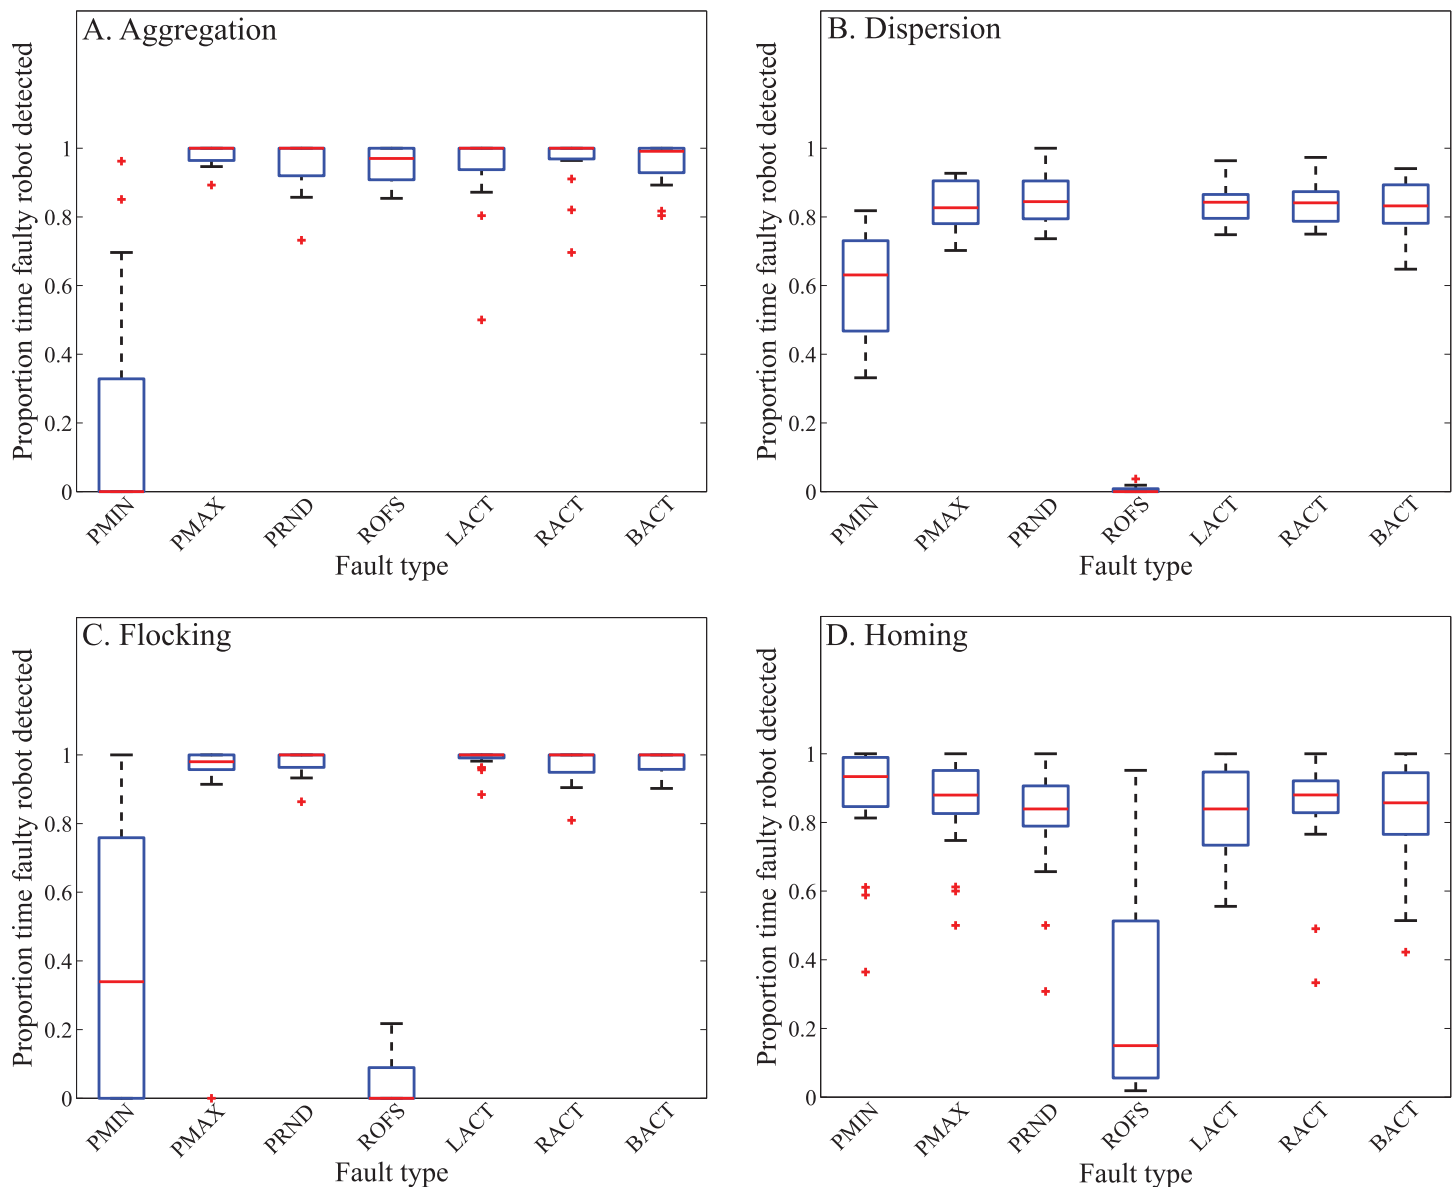 A. Aggregation
Proportion time faulty robot detected
1
0.8
0.6
0.4
0.2
0
PMIN
PMAX
PRND
ROFS
LACT
RACT
BACT
Fault type
B. Dispersion
Proportion time faulty robot detected
1
0.8
0.6
0.4
0.2
0
PMIN
PMAX
PRND
ROFS
LACT
RACT
BACT
Fault type
C. Flocking
Proportion time faulty robot detected
1
0.8
0.6
0.4
0.2
0
PMIN
PMAX
PRND
ROFS
LACT
RACT
BACT
Fault type
D. Homing
Proportion time faulty robot detected
1
0.8
0.6
0.4
0.2
0
PMIN
PMAX
PRND
ROFS
LACT
RACT
BACT
Fault type